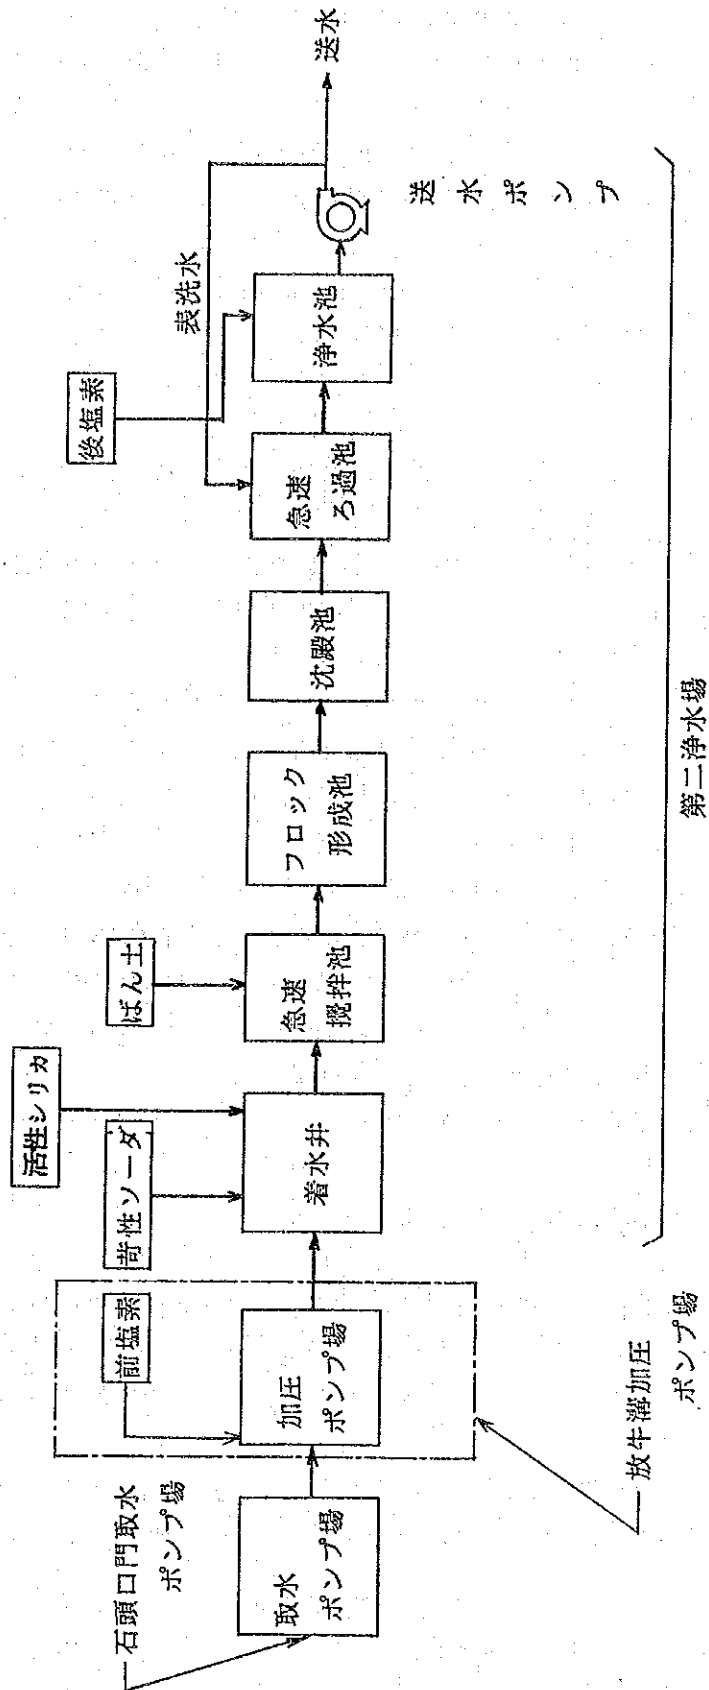 石頭口門取水
ポンプ場
取水
ポンプ場
前塩素
加圧
ポンプ場
放牛溝加圧
ポンプ場
苛性ソーダ
活性シリカ
着水井
ばん土
急速
攪拌池
フロック
形成池
沈殿池
急速
ろ過池
後塩素
表洗水
浄水池
送水ポンプ
送水
第二浄水場